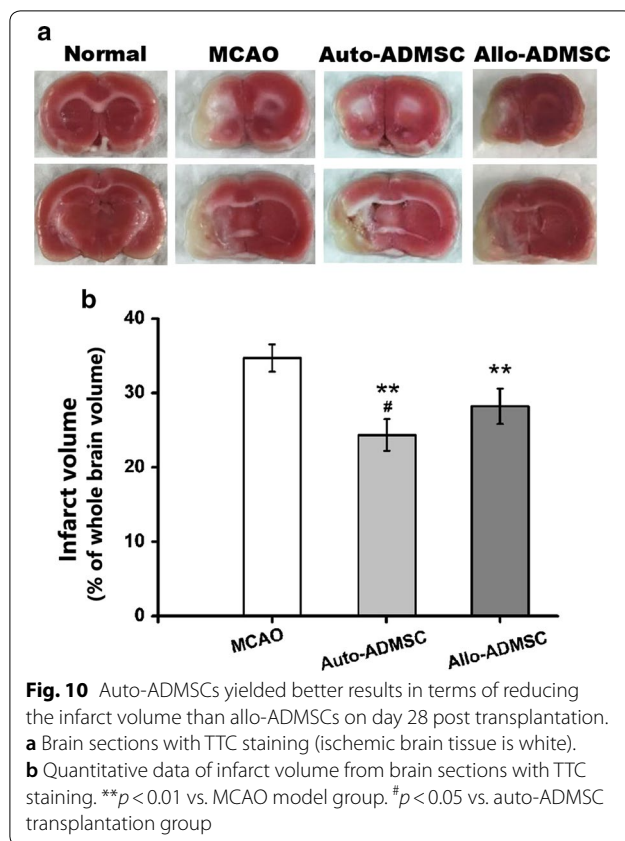 a
Normal MCAO Auto-ADMSC Allo-ADMSC
b
Infarct volume
(% of whole brain volume)
40
30
20
10
0
**
#
**
MCAO
Auto-ADMSC
Allo-ADMSC
Fig. 10 Auto-ADMSCs yielded better results in terms of reducing
the infarct volume than allo-ADMSCs on day 28 post transplantation.
a Brain sections with TTC staining (ischemic brain tissue is white).
b Quantitative data of infarct volume from brain sections with TTC
staining. **p < 0.01 vs. MCAO model group. #p < 0.05 vs. auto-ADMSC
transplantation group